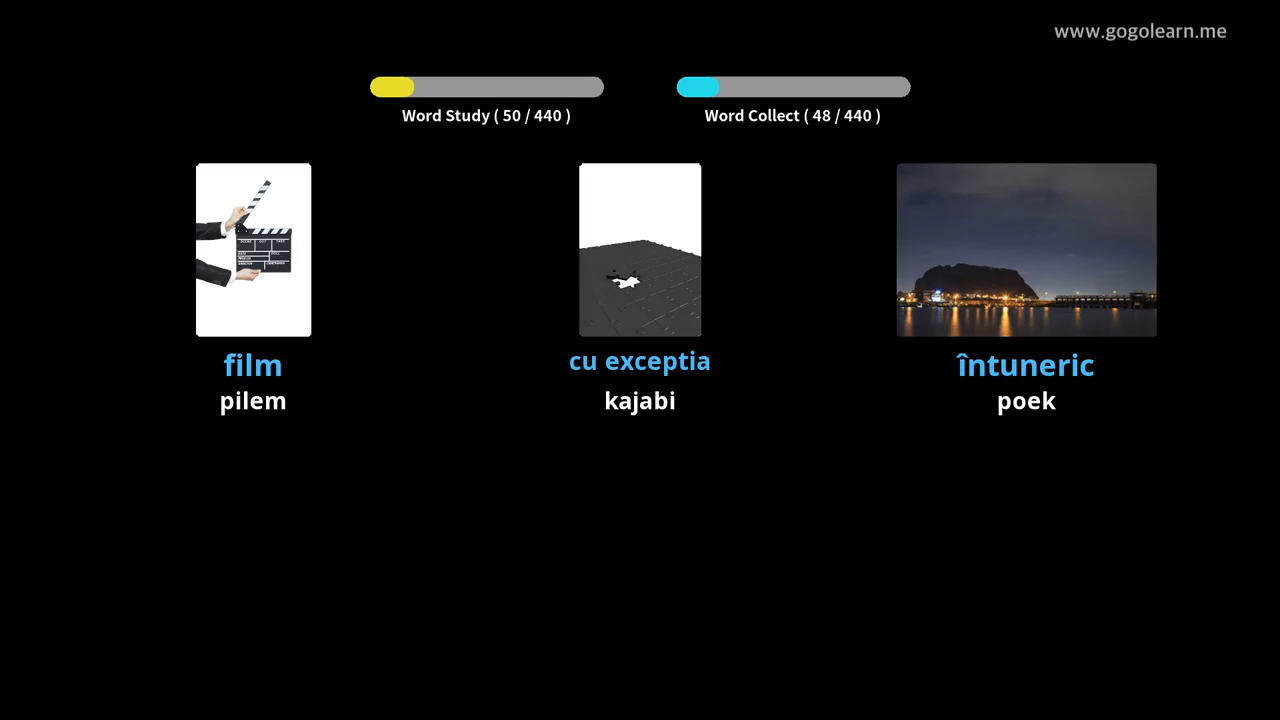 www.gogolearn.me
Word Study ( 50 / 440 )
Word Collect ( 48 / 440 )
film
pilem
cu exceptia
kajabi
întuneric
poek